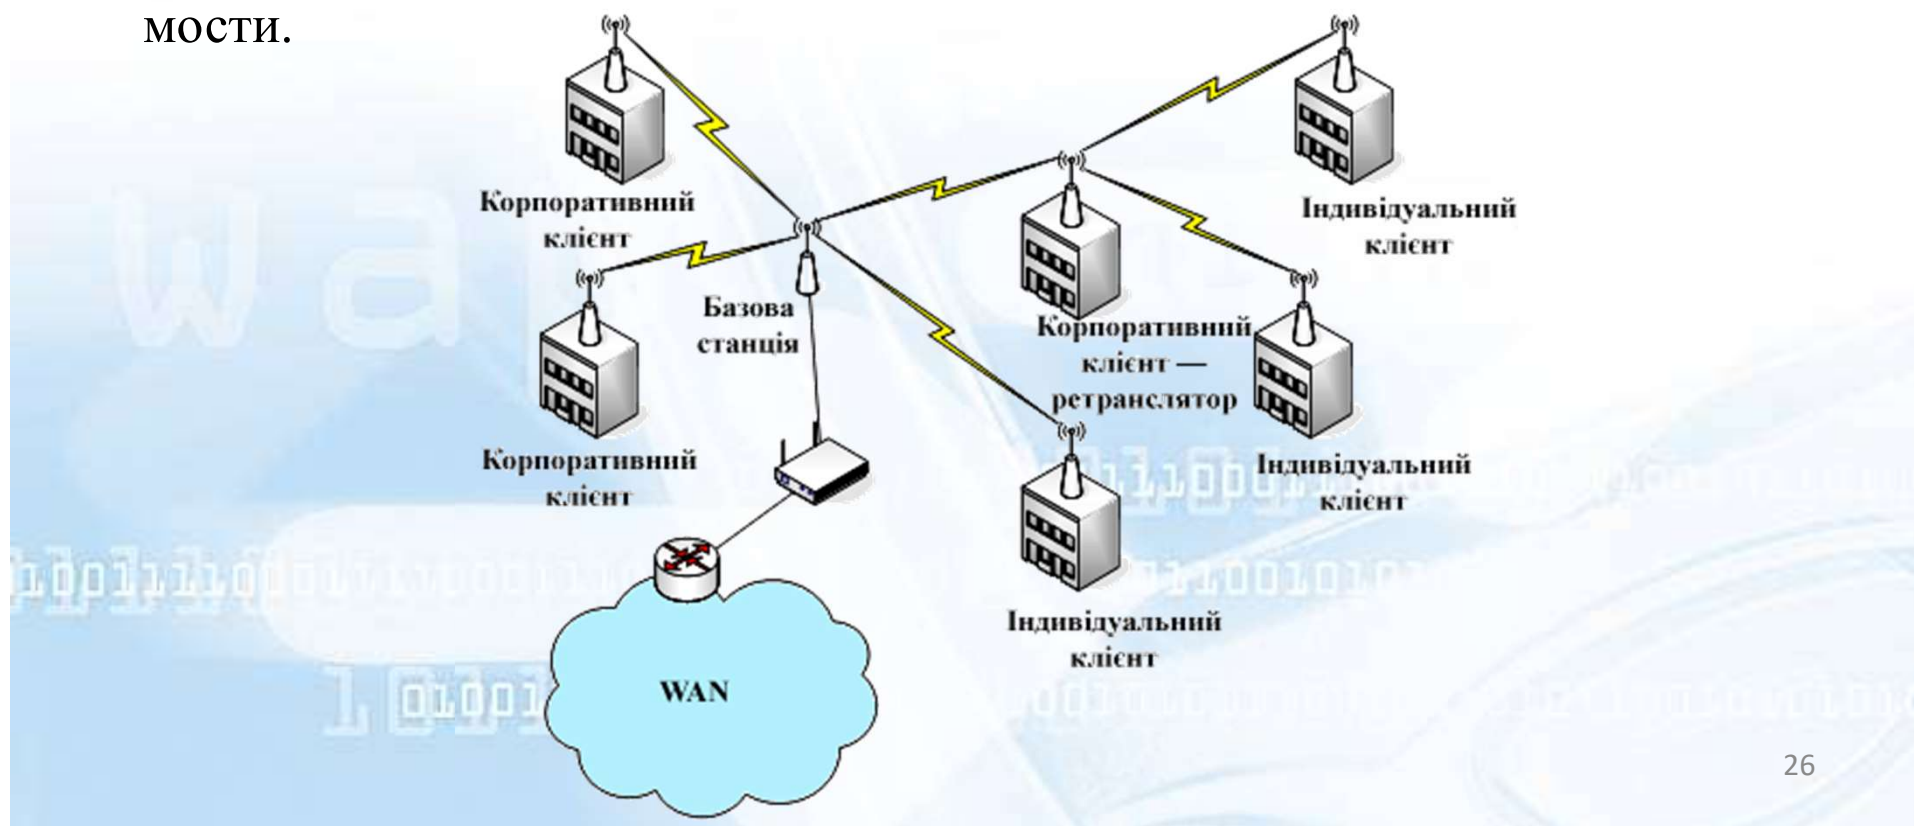 мости.
Корпоративний
клієнт
Індивідуальний
клієнт
Базова
станція
Корпоративний
клієнт —
ретранслятор
Корпоративний
клієнт
Індивідуальний
клієнт
Індивідуальний
клієнт
WAN
26